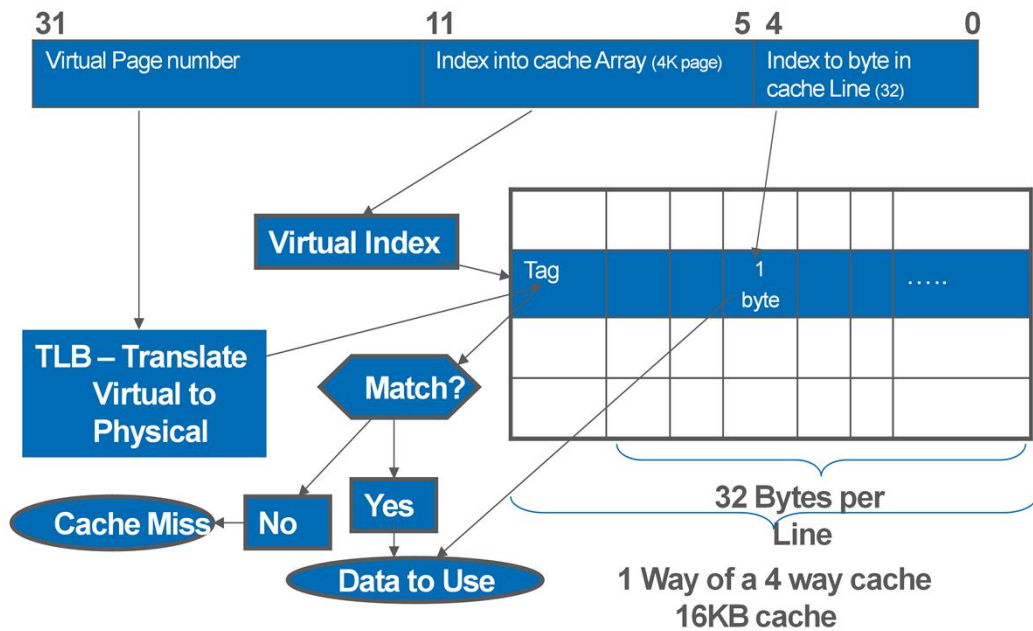 31 11 5 4 0
Virtual Page number
Index into cache Array (4K page)
Index to byte in
cache Line (32)
Virtual Index
Tag
1
byte
.....
TLB – Translate
Virtual to
Physical
Match?
Yes
No
Cache Miss
Data to Use
32 Bytes per
Line
1 Way of a 4 way cache
16KB cache